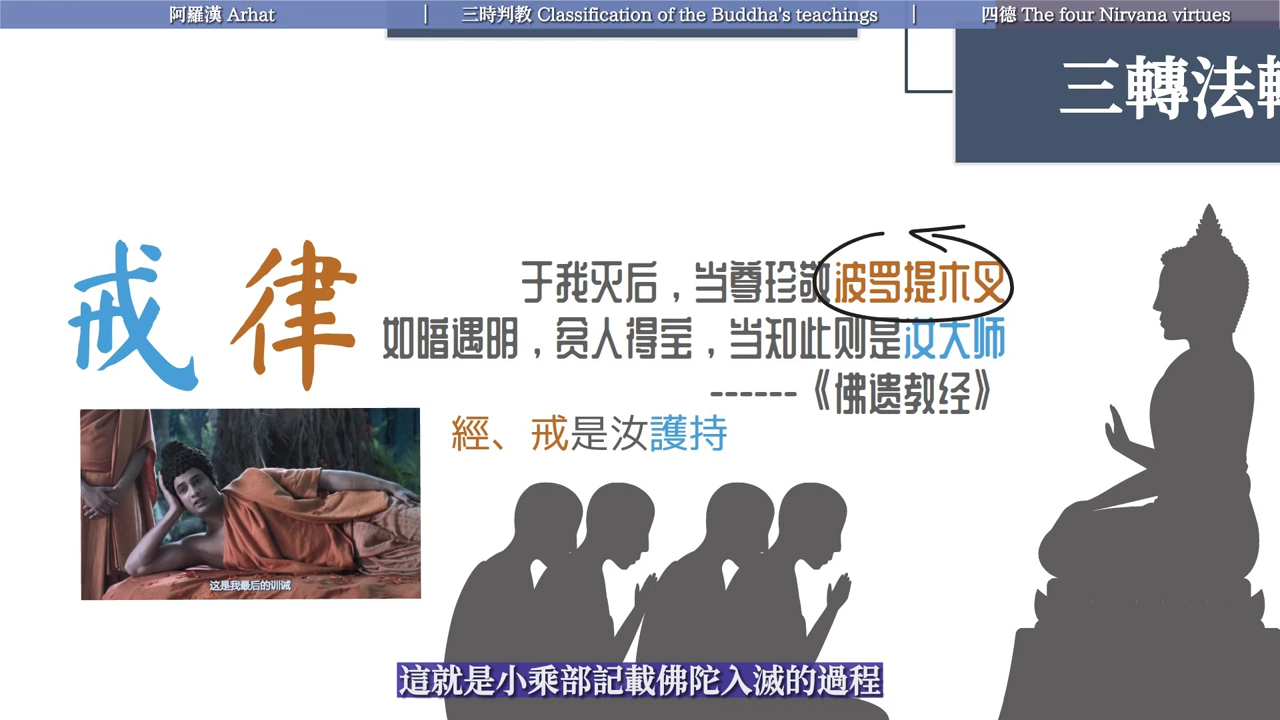 阿羅漢 Arhat | 三時判教 Classification of the Buddha's teachings | 四德 The four Nirvana virtues
三轉法輪
戒律
于我灭后，当尊珍敬波罗提木叉
如暗遇明，贫人得宝，当知此则是汝大师
------《佛遗教经》
經、戒是汝護持
这是我最后的训诫
這就是小乘部記載佛陀入滅的過程